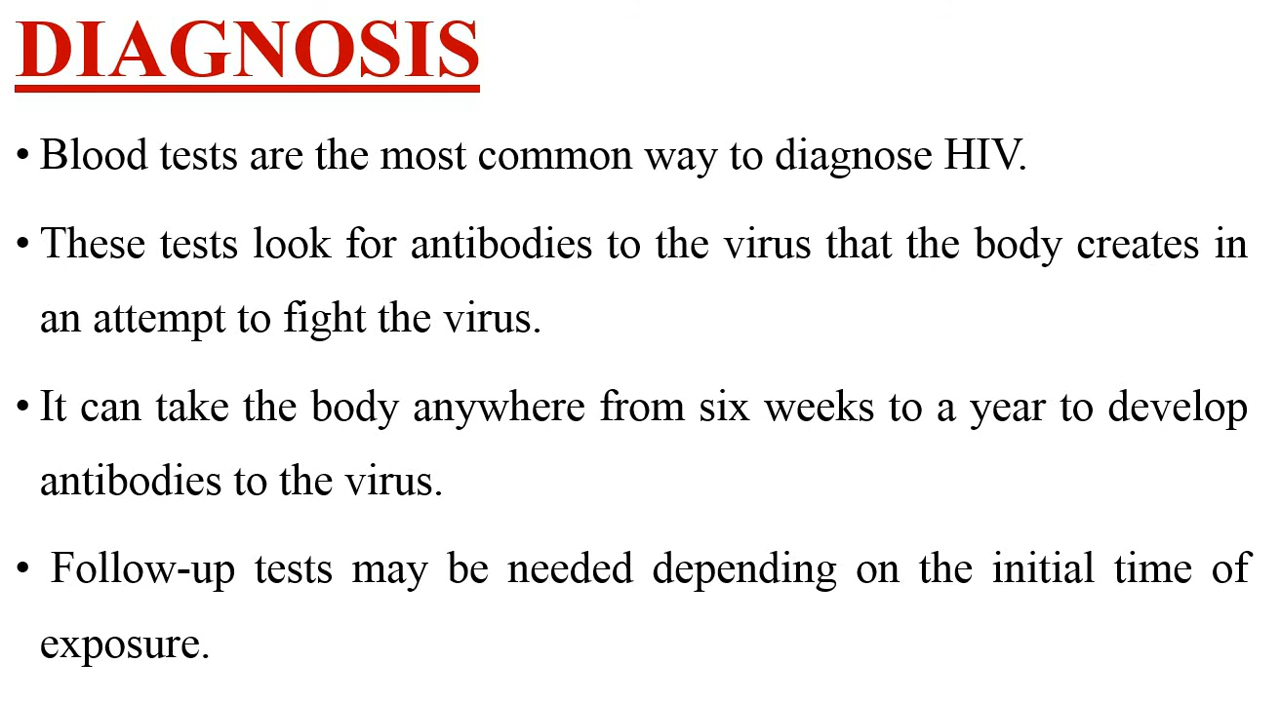 DIAGNOSIS
• Blood tests are the most common way to diagnose HIV.
• These tests look for antibodies to the virus that the body creates in
an attempt to fight the virus.
• It can take the body anywhere from six weeks to a year to develop
antibodies to the virus.
• Follow-up tests may be needed depending on the initial time of
exposure.